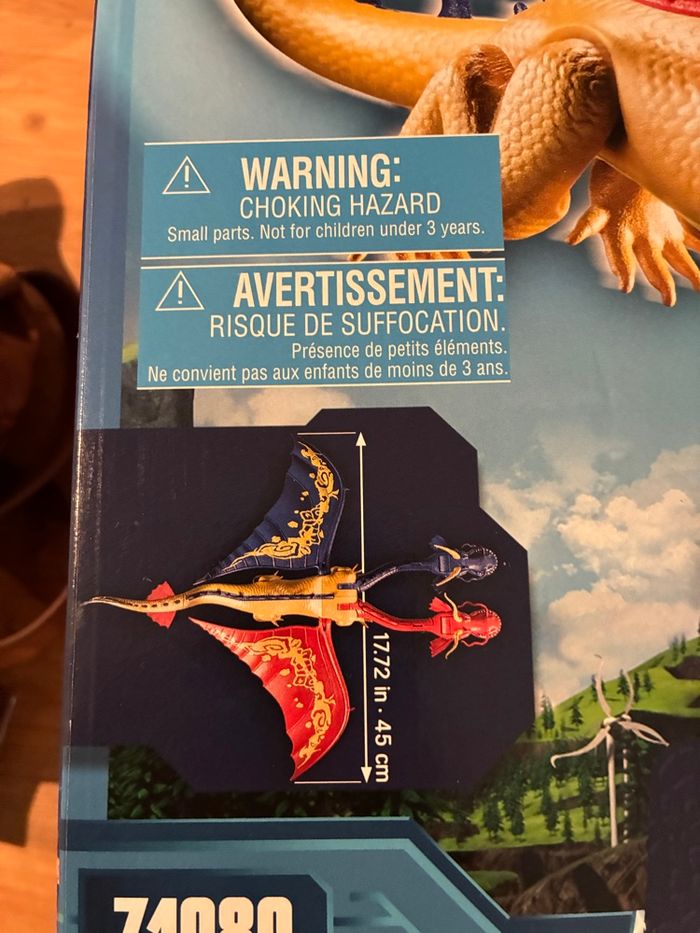 WARNING:
CHOKING HAZARD
Small parts. Not for children under 3 years.
AVERTISSEMENT:
RISQUE DE SUFFOCATION.
Présence de petits éléments.
Ne convient pas aux enfants de moins de 3 ans.
17.72 in · 45 cm
71080